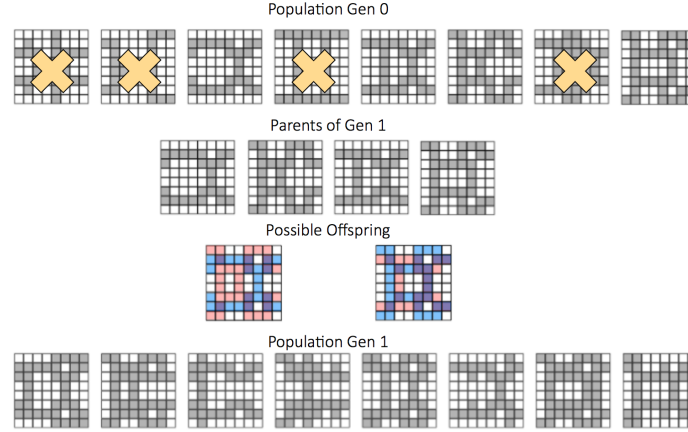 Population Gen 0
Parents of Gen 1
Possible Offspring
Population Gen 1